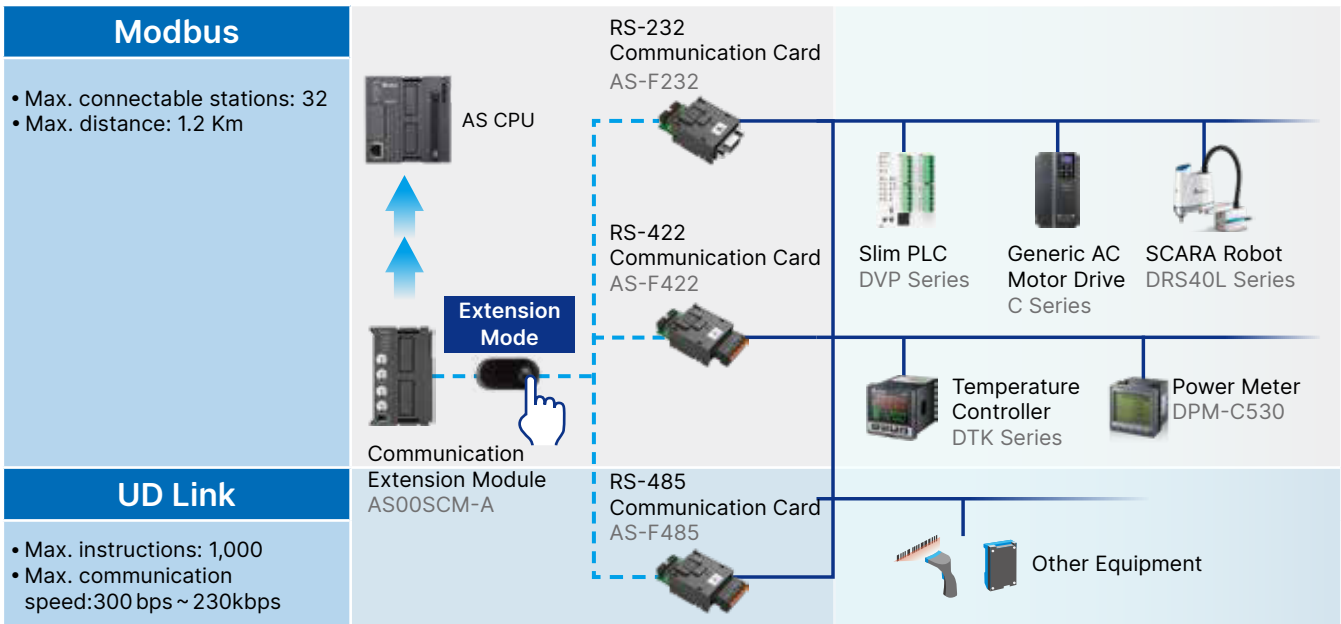 Modbus
• Max. connectable stations: 32
• Max. distance: 1.2 Km
UD Link
• Max. instructions: 1,000
• Max. communication
speed:300 bps ~ 230kbps
AS CPU
Extension
Mode
Communication
Extension Module
AS00SCM-A
RS-232
Communication Card
AS-F232
RS-422
Communication Card
AS-F422
RS-485
Communication Card
AS-F485
Slim PLC
DVP Series
Generic AC
Motor Drive
C Series
SCARA Robot
DRS40L Series
Temperature
Controller
DTK Series
Power Meter
DPM-C530
Other Equipment